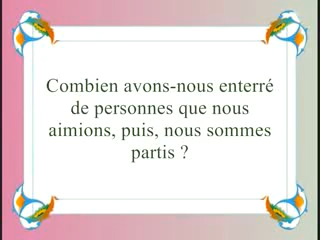 Combien avons-nous enterré
de personnes que nous
aimions, puis, nous sommes
partis ?